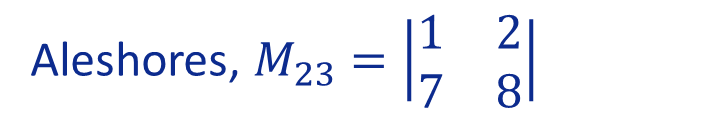 Aleshores, M₂₃ = |1 2|
|7 8|